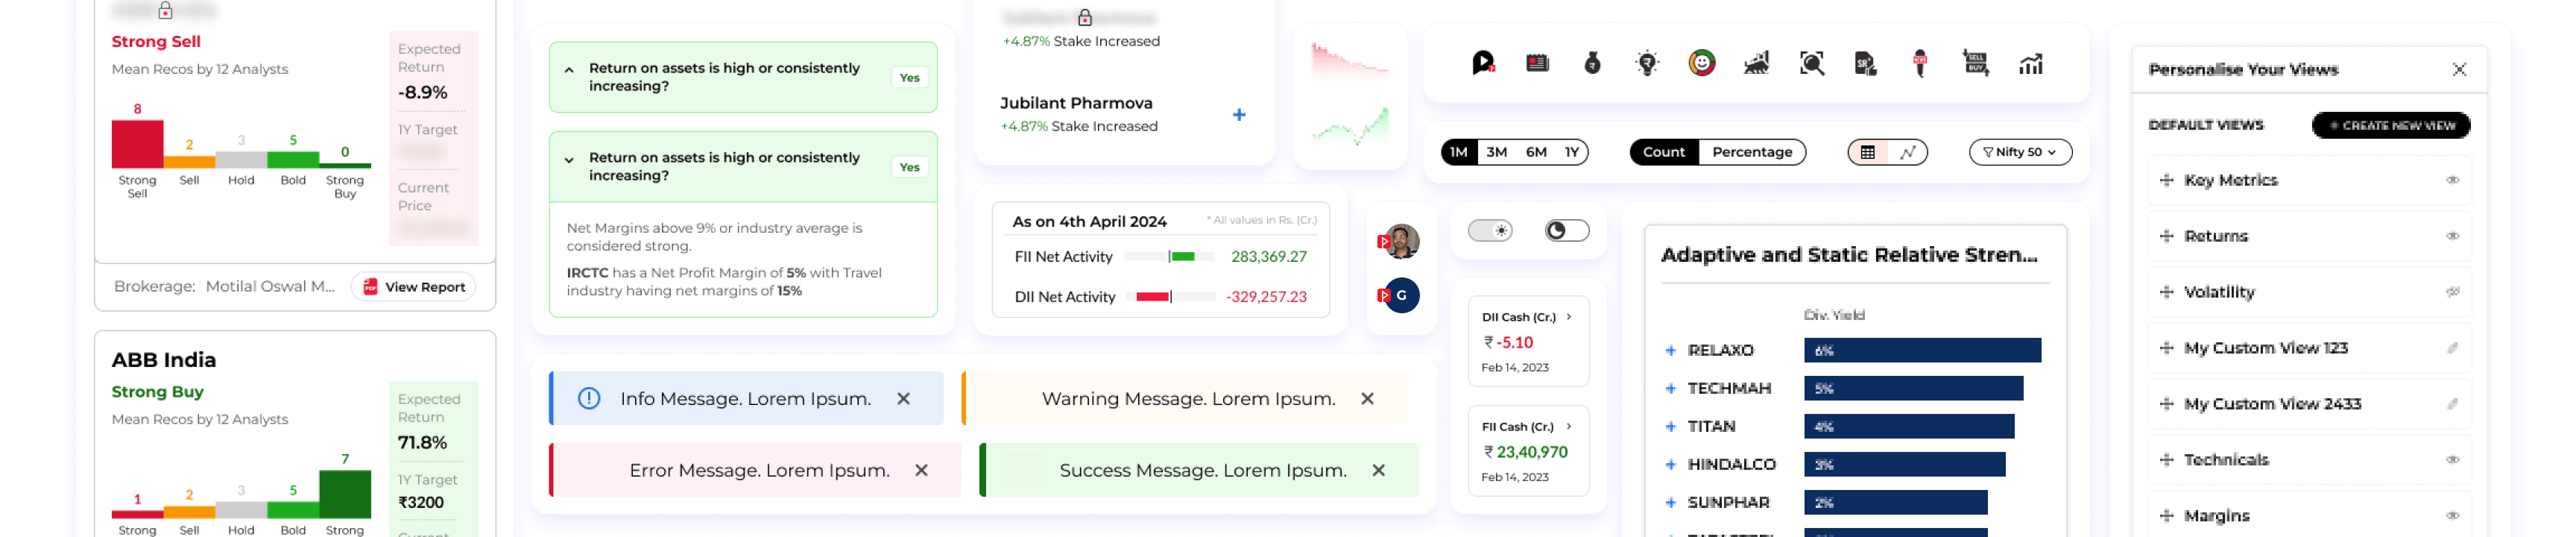 Strong Sell
Mean Recos by 12 Analysts
8
2
3
5
0
Strong Sell
Sell
Hold
Bold
Strong Buy
Expected Return
-8.9%
1Y Target
Current Price
Brokerage: Motilal Oswal M...
View Report
ABB India
Strong Buy
Mean Recos by 12 Analysts
1
2
3
5
7
Strong
Sell
Hold
Bold
Strong
Expected Return
71.8%
1Y Target
₹3200
Return on assets is high or consistently
increasing?
Yes
Return on assets is high or consistently
increasing?
Yes
Net Margins above 9% or industry average is
considered strong.
IRCTC has a Net Profit Margin of 5% with Travel
industry having net margins of 15%
+4.87% Stake Increased
Jubilant Pharmova
+4.87% Stake Increased
As on 4th April 2024
* All values in Rs. (Cr.)
FII Net Activity 283,369.27
DII Net Activity -329,257.23
G
Info Message. Lorem Ipsum.
Warning Message. Lorem Ipsum.
Error Message. Lorem Ipsum.
Success Message. Lorem Ipsum.
SELL
BUY
1M 3M 6M 1Y
Count Percentage
Nifty 50
DII Cash (Cr.)
₹ -5.10
Feb 14, 2023
FII Cash (Cr.)
₹ 23,40,970
Feb 14, 2023
Adaptive and Static Relative Stren...
Div. Yield
RELAXO 6%
TECHMAH 5%
TITAN 4%
HINDALCO 3%
SUNPHAR 2%
Personalise Your Views
DEFAULT VIEWS
+ CREATE NEW VIEW
Key Metrics
Returns
Volatility
My Custom View 123
My Custom View 2433
Technicals
Margins